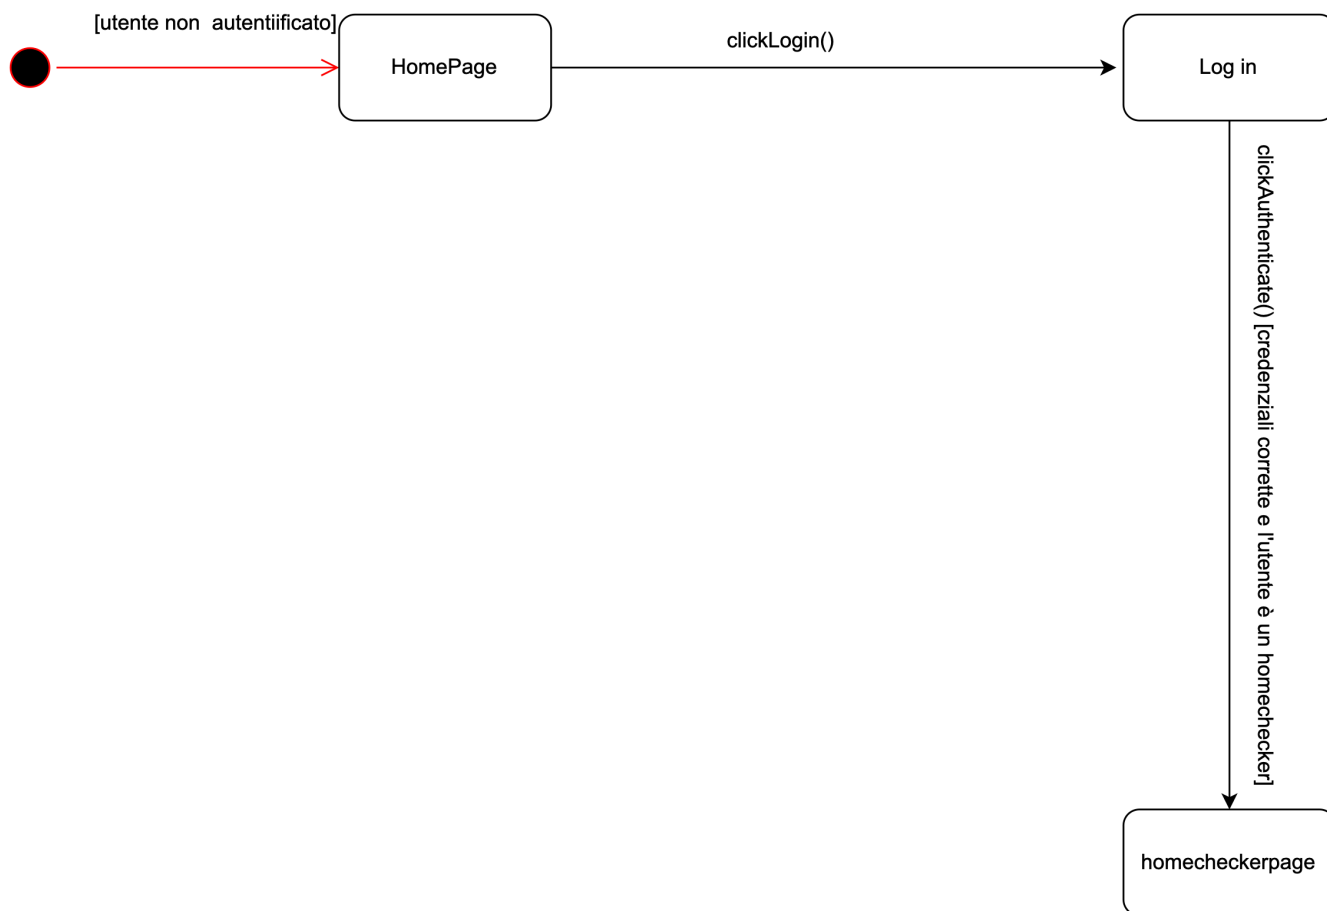 [utente non  autentiificato]
HomePage
clickLogin()
Log in
clickAuthenticate() [credenziali corrette e l'utente è un homechecker]
homecheckerpage